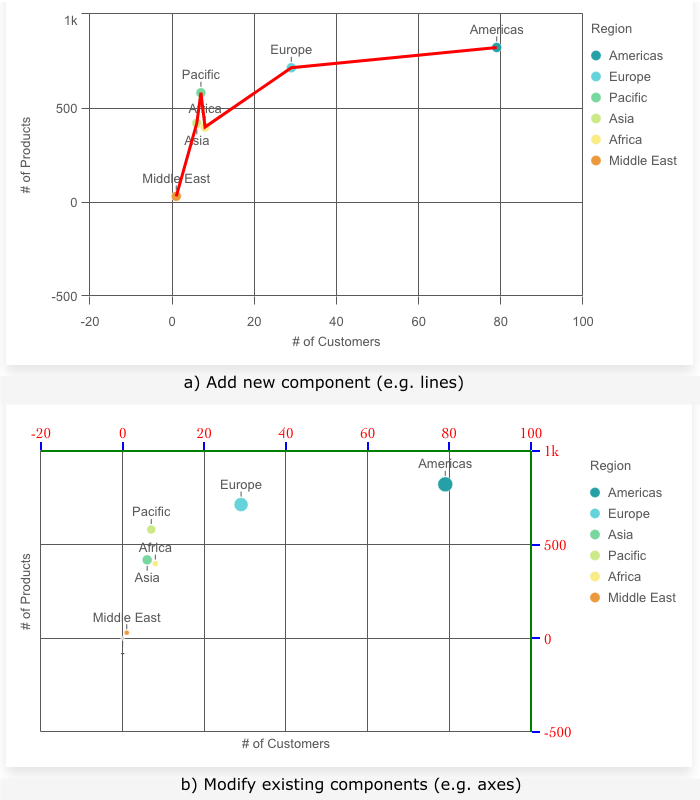 1k
Americas
Region
Europe
Americas
Europe
Pacific
Pacific
500
Africa
Asia
Asia
Africa
Middle East
Middle East
# of Products
0
-500
-20 0 20 40 60 80 100
# of Customers
a) Add new component (e.g. lines)
-20 0 20 40 60 80 100
1k
Americas
Region
Europe
Americas
Pacific
Europe
Asia
500
Africa
Pacific
Asia
Africa
Middle East
Middle East
# of Products
0
-500
# of Customers
b) Modify existing components (e.g. axes)